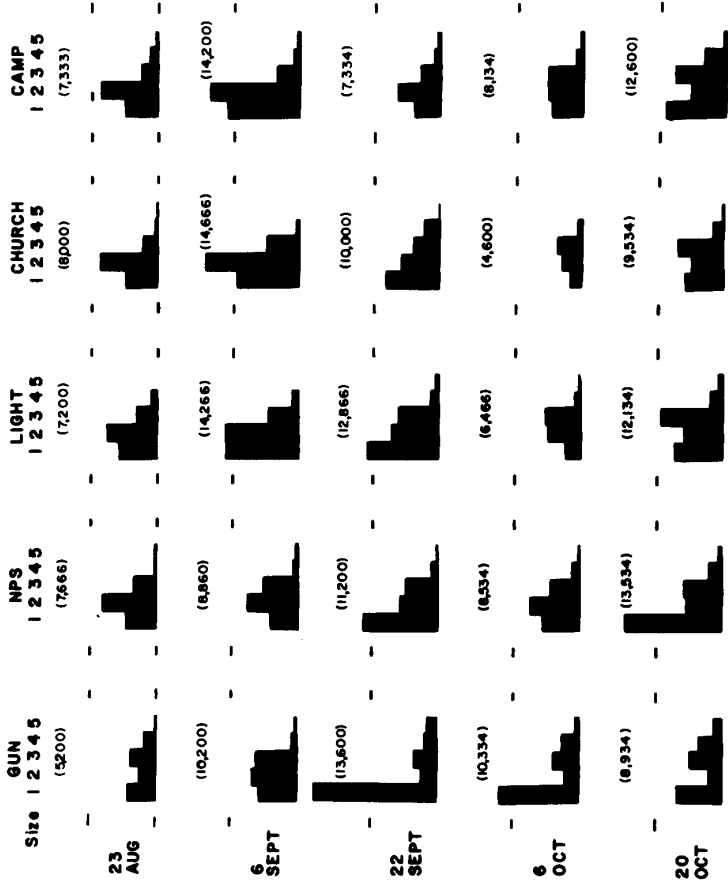 GUN NPS LIGHT CHURCH CAMP
Size 1 2 3 4 5 1 2 3 4 5 1 2 3 4 5 1 2 3 4 5 1 2 3 4 5
(5200) (7,666) (7,200) (8,000) (7,333)
23
AUG
(10,200) (8,860) (14,266) (14,666) (14,200)
6
SEPT
(13,600) (11,200) (12,866) (10,000) (7,334)
22
SEPT
(10,334) (8,534) (6,466) (4,600) (8,134)
6
OCT
(8,934) (13,534) (12,134) (9,534) (12,600)
20
OCT